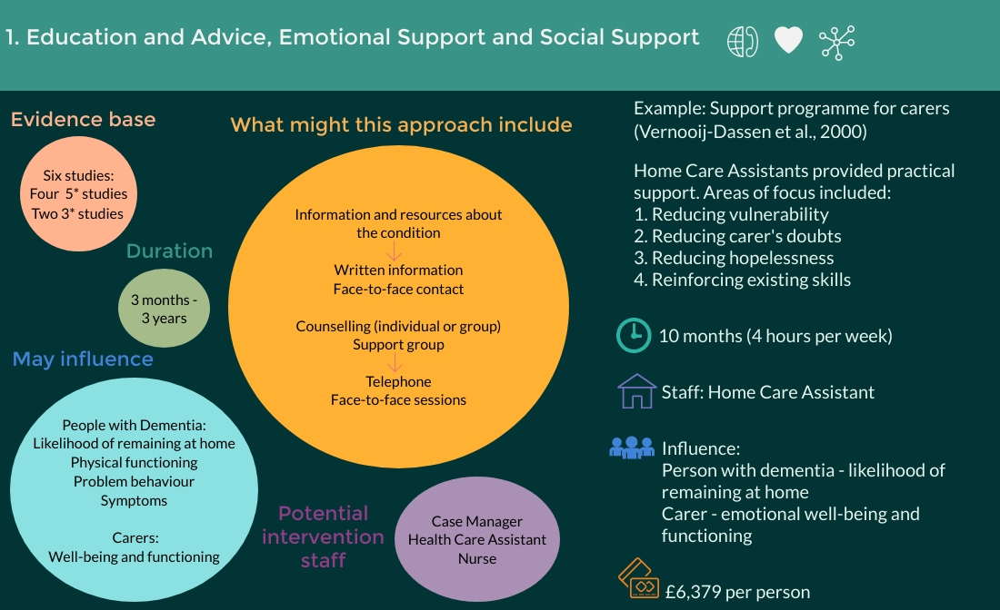 1. Education and Advice, Emotional Support and Social Support
Evidence base
Six studies:
Four 5* studies
Two 3* studies
Duration
3 months -
3 years
May influence
People with Dementia:
Likelihood of remaining at home
Physical functioning
Problem behaviour
Symptoms
Carers:
Well-being and functioning
What might this approach include
Information and resources about
the condition
Written information
Face-to-face contact
Counselling (individual or group)
Support group
Telephone
Face-to-face sessions
Potential
intervention
staff
Case Manager
Health Care Assistant
Nurse
Example: Support programme for carers
(Vernooij-Dassen et al., 2000)
Home Care Assistants provided practical
support. Areas of focus included:
1. Reducing vulnerability
2. Reducing carer's doubts
3. Reducing hopelessness
4. Reinforcing existing skills
10 months (4 hours per week)
Staff: Home Care Assistant
Influence:
Person with dementia - likelihood of
remaining at home
Carer - emotional well-being and
functioning
£6,379 per person